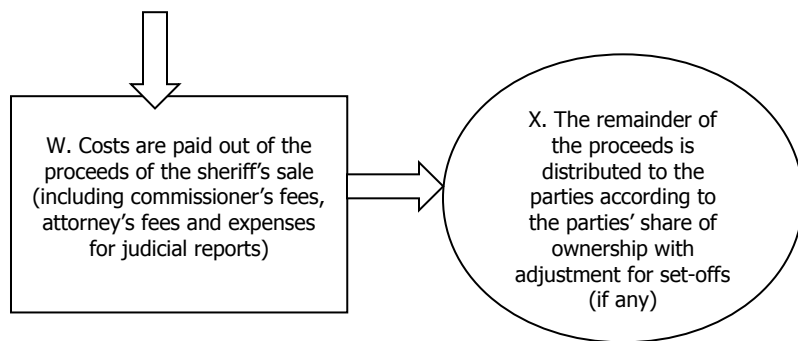 W. Costs are paid out of the
proceeds of the sheriff’s sale
(including commissioner’s fees,
attorney’s fees and expenses
for judicial reports)
X. The remainder of
the proceeds is
distributed to the
parties according to
the parties’ share of
ownership with
adjustment for set-offs
(if any)